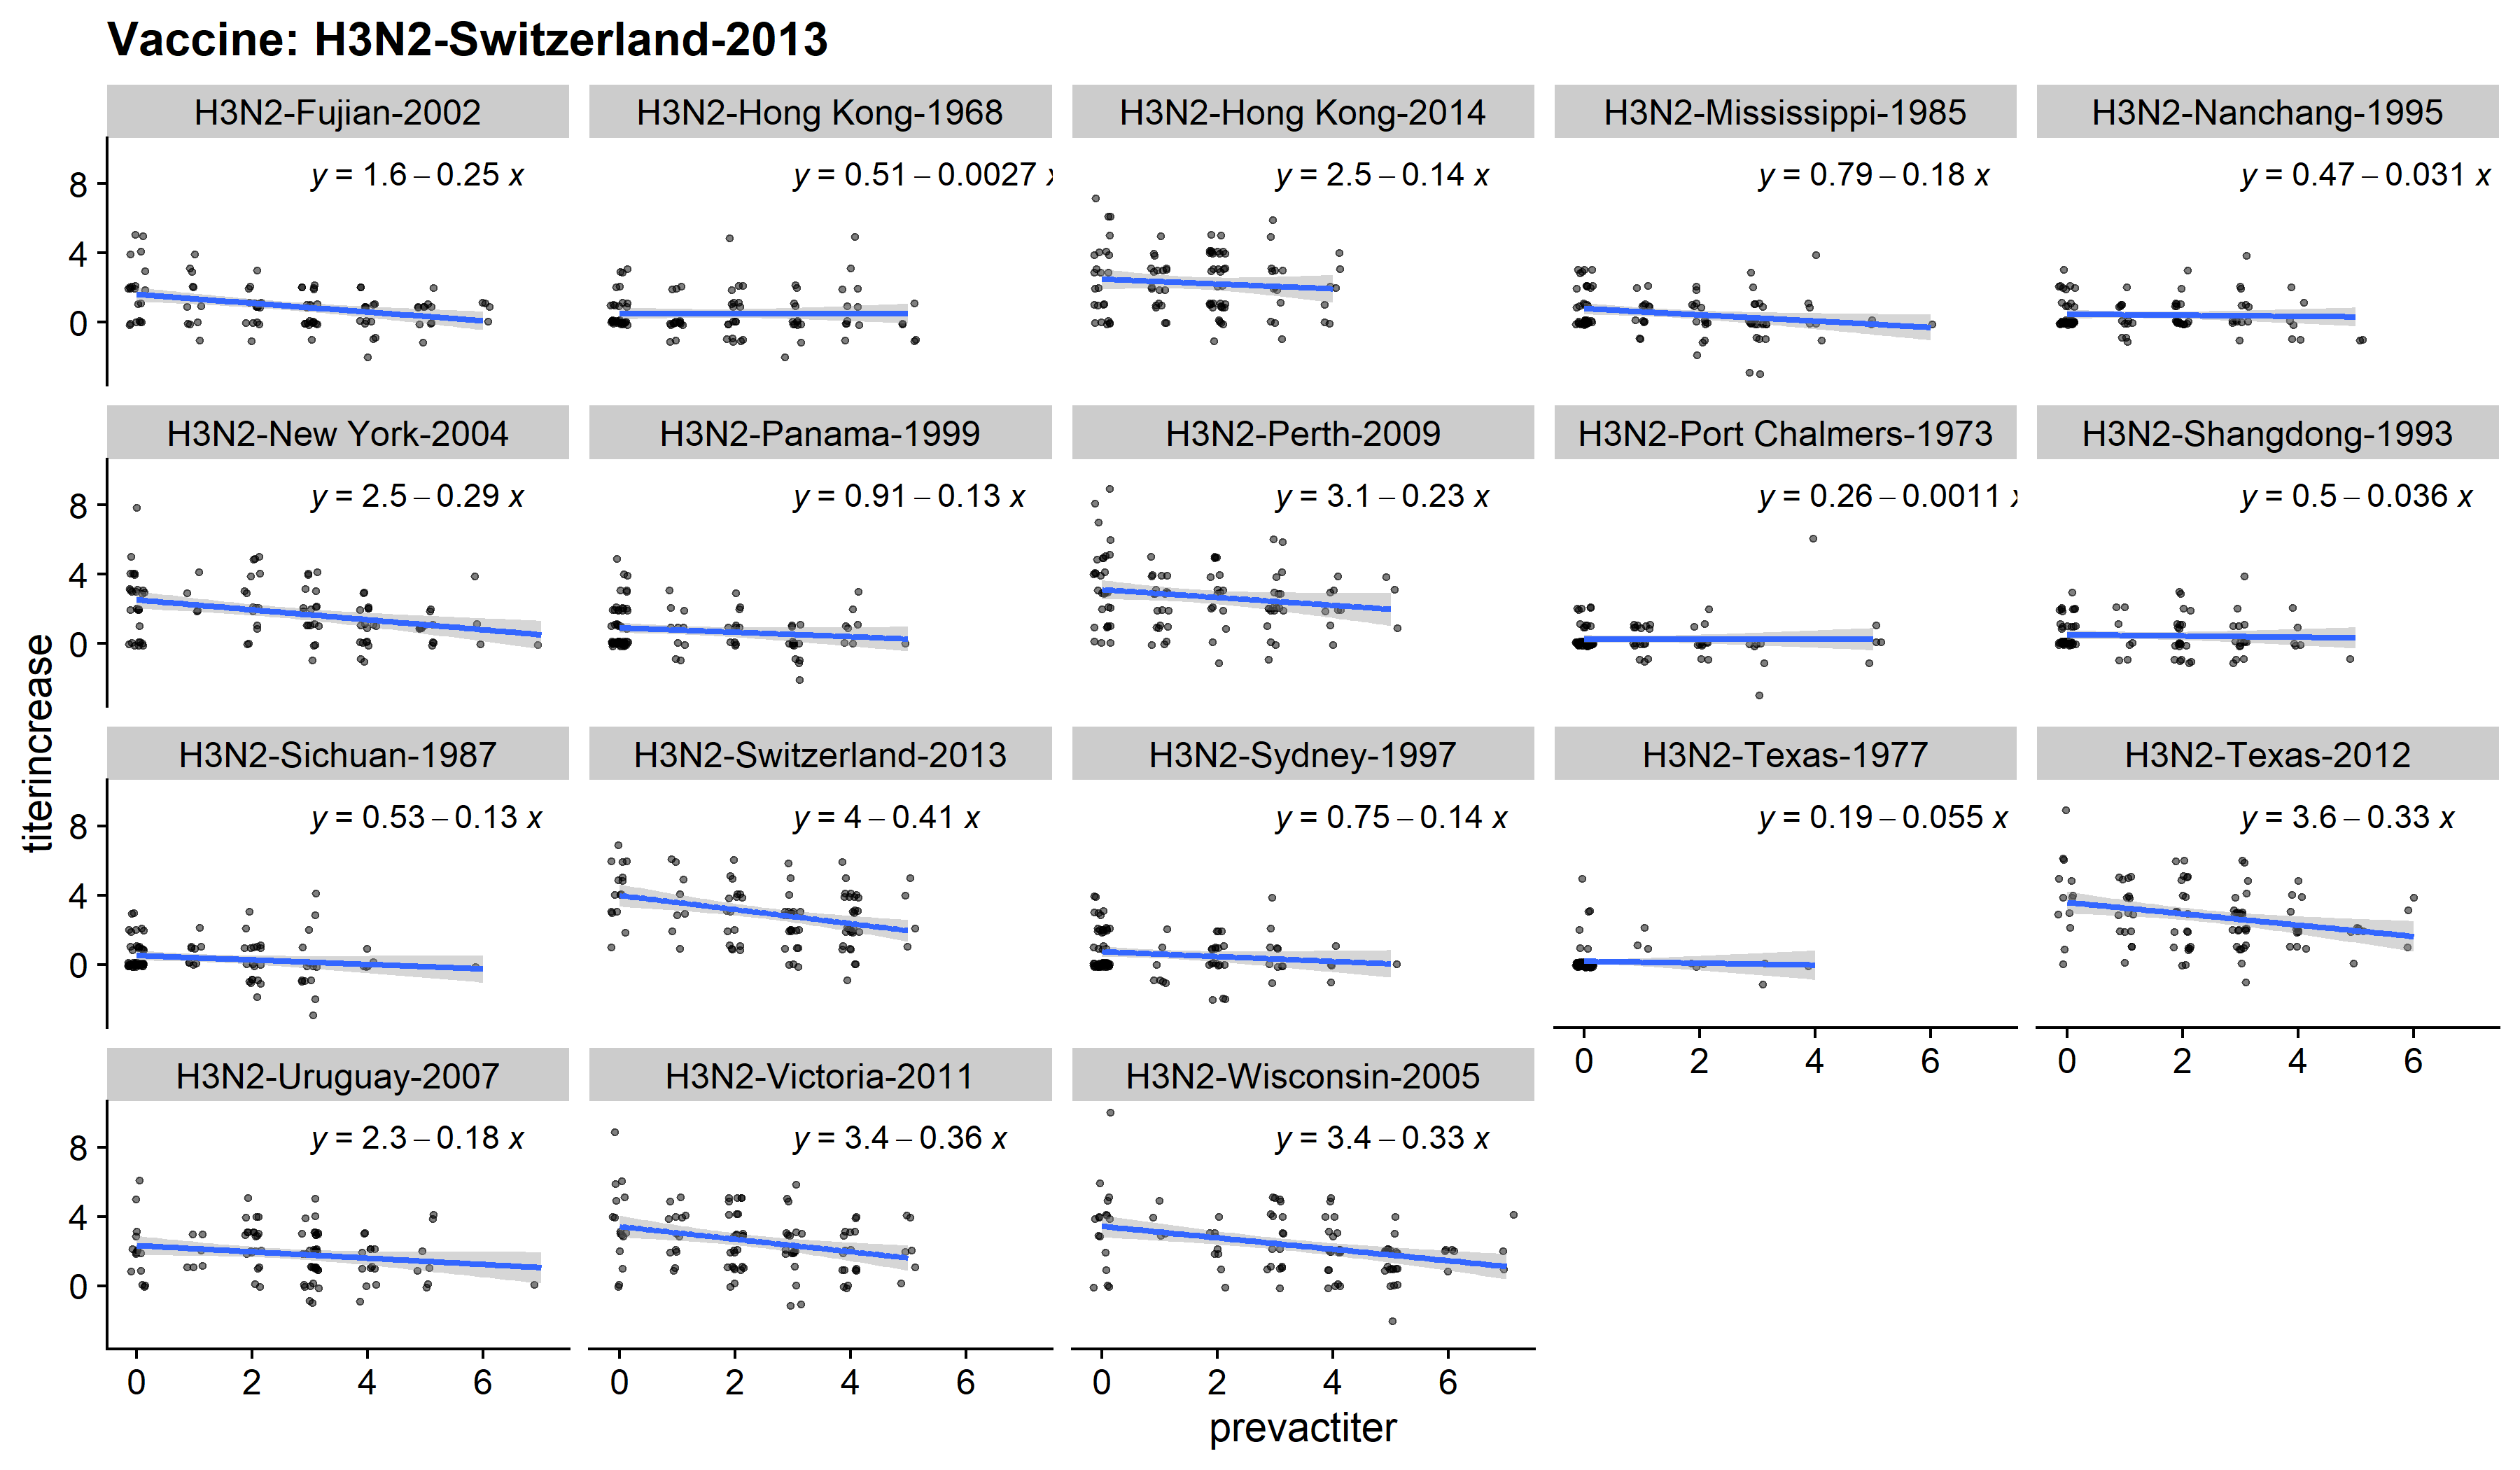 Vaccine: H3N2-Switzerland-2013
H3N2-Fujian-2002 H3N2-Hong Kong-1968 H3N2-Hong Kong-2014 H3N2-Mississippi-1985 H3N2-Nanchang-1995
y = 1.6 – 0.25 x y = 0.51 – 0.0027 x y = 2.5 – 0.14 x y = 0.79 – 0.18 x y = 0.47 – 0.031 x
8
4
0
H3N2-New York-2004 H3N2-Panama-1999 H3N2-Perth-2009 H3N2-Port Chalmers-1973 H3N2-Shangdong-1993
y = 2.5 – 0.29 x y = 0.91 – 0.13 x y = 3.1 – 0.23 x y = 0.26 – 0.0011 x y = 0.5 – 0.036 x
8
4
0
titerincrease
H3N2-Sichuan-1987 H3N2-Switzerland-2013 H3N2-Sydney-1997 H3N2-Texas-1977 H3N2-Texas-2012
y = 0.53 – 0.13 x y = 4 – 0.41 x y = 0.75 – 0.14 x y = 0.19 – 0.055 x y = 3.6 – 0.33 x
8
4
0
0 2 4 6 0 2 4 6
H3N2-Uruguay-2007 H3N2-Victoria-2011 H3N2-Wisconsin-2005
y = 2.3 – 0.18 x y = 3.4 – 0.36 x y = 3.4 – 0.33 x
8
4
0
0 2 4 6 0 2 4 6 0 2 4 6
prevactiter